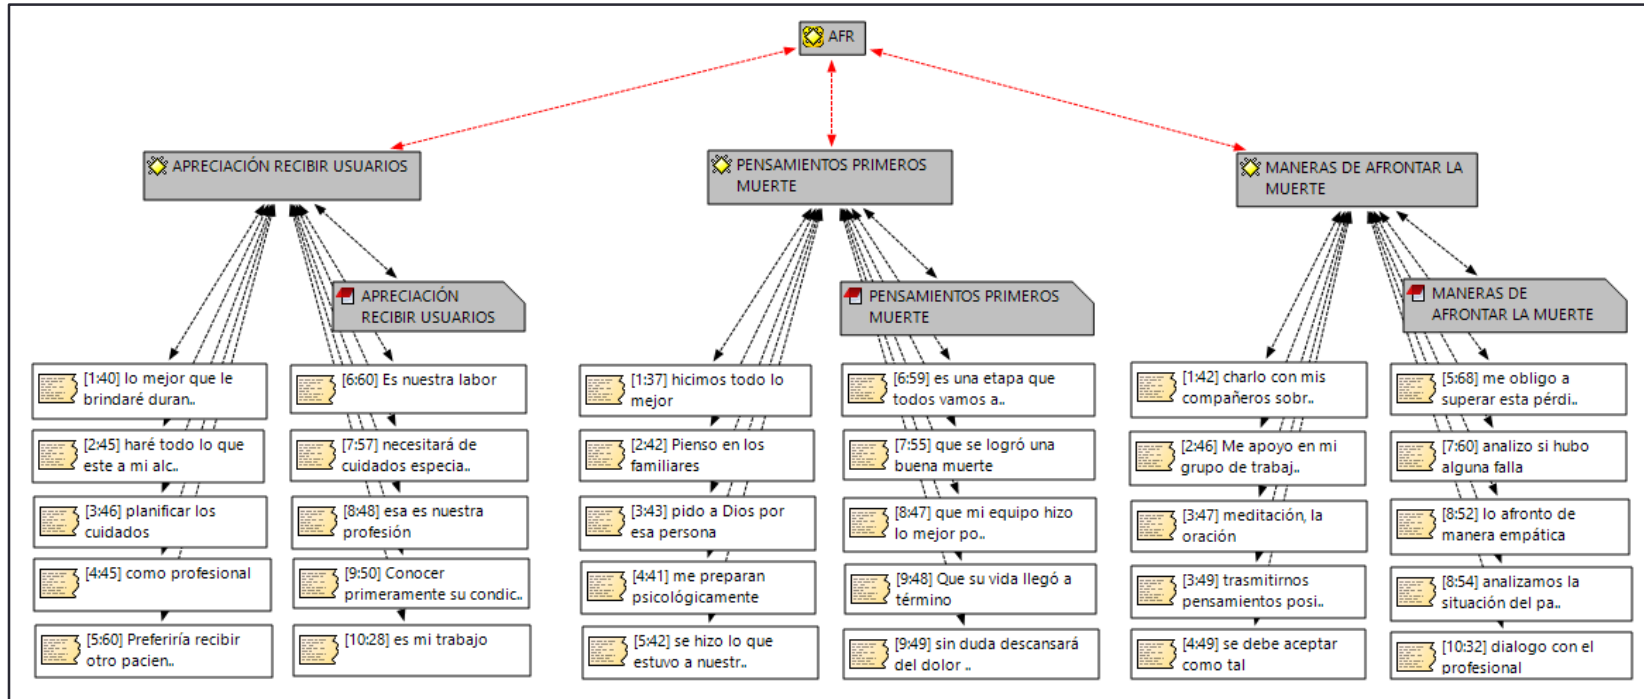 AFR
APRECIACIÓN RECIBIR USUARIOS
PENSAMIENTOS PRIMEROS
MUERTE
MANERAS DE AFRONTAR LA
MUERTE
APRECIACIÓN
RECIBIR USUARIOS
PENSAMIENTOS PRIMEROS
MUERTE
MANERAS DE
AFRONTAR LA MUERTE
[1:40] lo mejor que le
brindaré duran..
[2:45] haré todo lo que
este a mi alc..
[3:46] planificar los
cuidados
[4:45] como profesional
[5:60] Preferiría recibir
otro pacien..
[6:60] Es nuestra labor
[7:57] necesitará de
cuidados especia..
[8:48] esa es nuestra
profesión
[9:50] Conocer
primeramente su condic..
[10:28] es mi trabajo
[1:37] hicimos todo lo
mejor
[2:42] Pienso en los
familiares
[3:43] pido a Dios por
esa persona
[4:41] me preparan
psicológicamente
[5:42] se hizo lo que
estuvo a nuestr..
[6:59] es una etapa que
todos vamos a..
[7:55] que se logró una
buena muerte
[8:47] que mi equipo hizo
lo mejor po..
[9:48] Que su vida llegó a
término
[9:49] sin duda descansará
del dolor ..
[1:42] charlo con mis
compañeros sobr..
[2:46] Me apoyo en mi
grupo de trabaj..
[3:47] meditación, la
oración
[3:49] trasmitirnos
pensamientos posi..
[4:49] se debe aceptar
como tal
[5:68] me obligo a
superar esta pérdi..
[7:60] analizo si hubo
alguna falla
[8:52] lo afronto de
manera empática
[8:54] analizamos la
situación del pa..
[10:32] dialogo con el
profesional